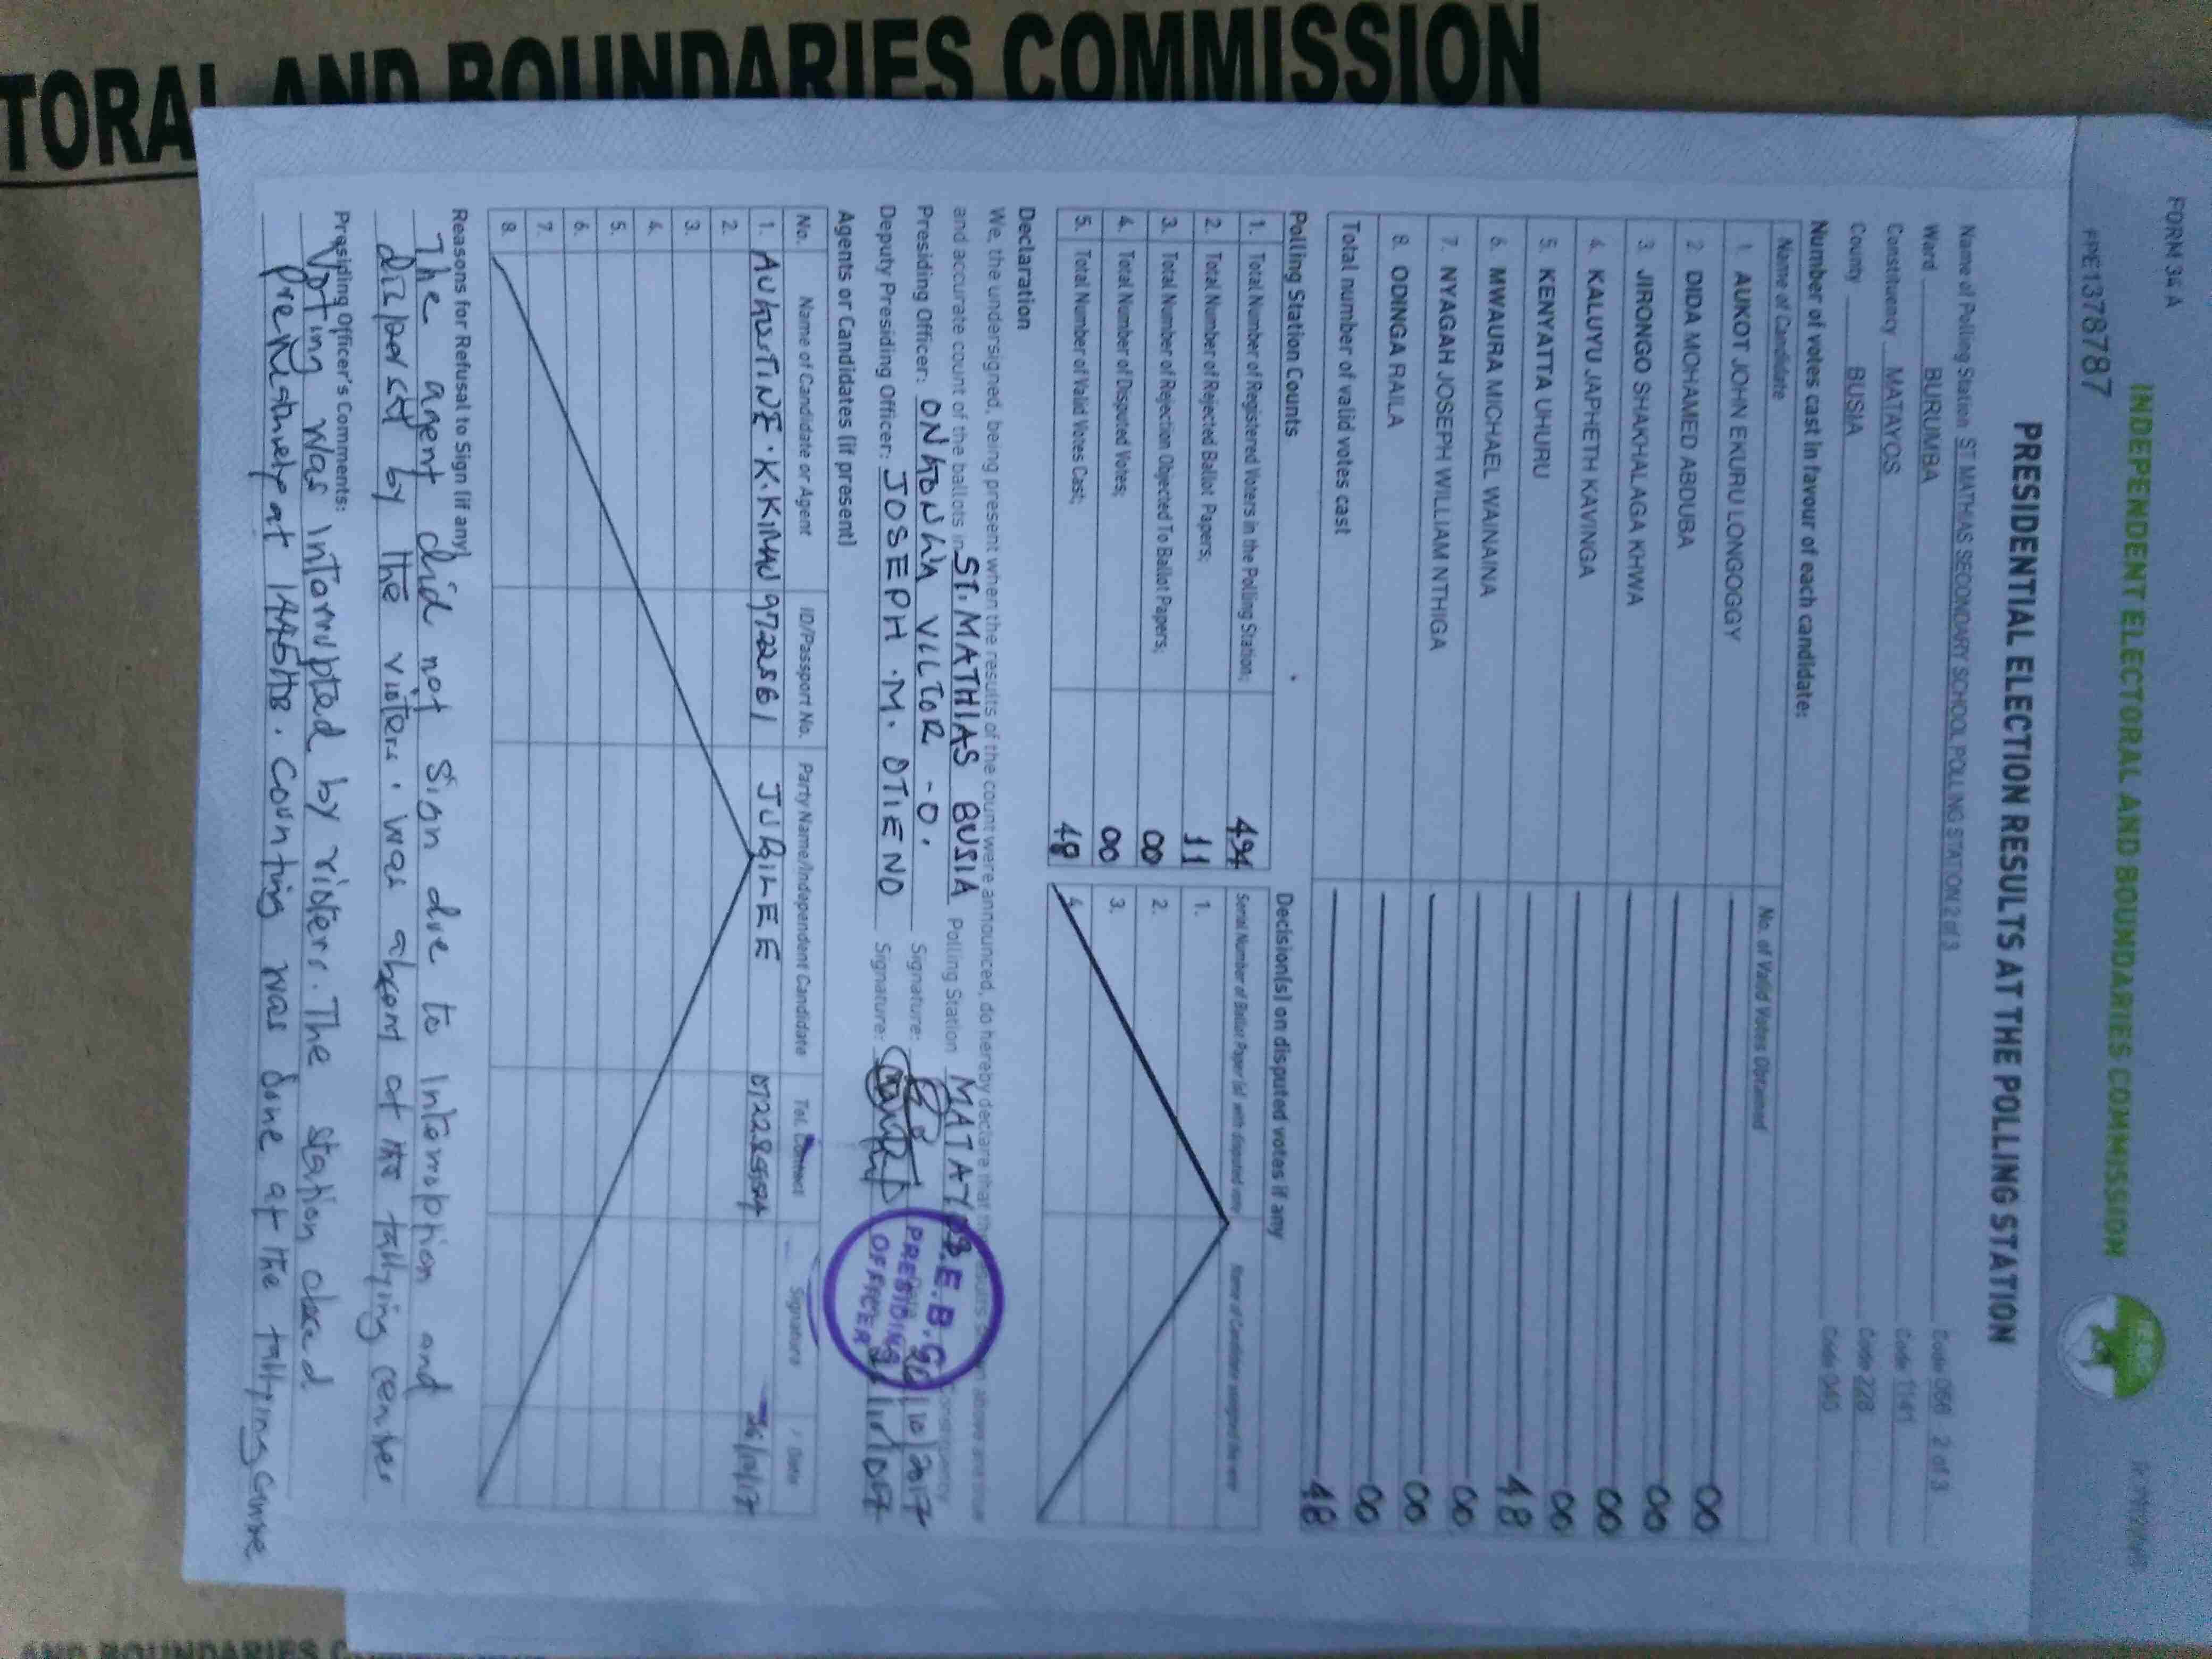 TORAL AND BOUNDARIES COMMISSION
FORM 34 A
INDEPENDENT ELECTORAL AND BOUNDARIES COMMISSION
IEBC
PPE1378787
PRESIDENTIAL ELECTION RESULTS AT THE POLLING STATION
Name of Polling Station ST MATHIAS SECONDARY SCHOOL POLLING STATION 2 of 3 Code 066 2 of 3
Ward BURUMBA Code 1141
Constituency MATAYOS Code 228
County BUSIA Code 040
Number of votes cast in favour of each candidate:
Name of Candidate No. of Valid Votes Obtained
1. AUKOT JOHN EKURU LONGOGGY 00
2. DIDA MOHAMED ABDUBA 00
3. JIRONGO SHAKHALAGA KHWA 00
4. KALUYU JAPHETH KAVINGA 00
5. KENYATTA UHURU 48
6. MWAURA MICHAEL WAINAINA 00
7. NYAGAH JOSEPH WILLIAM NTHIGA 00
8. ODINGA RAILA 00
Total number of valid votes cast 48
Polling Station Counts
1. Total Number of Registered Voters in the Polling Station; 494
2. Total Number of Rejected Ballot Papers; 11
3. Total Number of Rejection Objected To Ballot Papers; 00
4. Total Number of Disputed Votes; 00
5. Total Number of Valid Votes Cast; 48
Decision(s) on disputed votes if any
Serial Number of Ballot Paper (s) with disputed vote Name of Candidate assigned the vote
1.
2.
3.
4.
Declaration
We, the undersigned, being present when the results of the count were announced, do hereby declare that the results shown above are true
and accurate count of the ballots in ST. MATHIAS BUSIA Polling Station MATAYOS Constituency
Presiding Officer: ONGONGA VICTOR -O. Signature: 26/10/2017
Deputy Presiding Officer: JOSEPH .M. OTIENO Signature:
I.E.B.C
PRESIDING
OFFICER
Agents or Candidates (if present)
No. Name of Candidate or Agent ID/Passport No. Party Name/Independent Candidate Tel. Contact Signature Date
1. AUGUSTINE .K. KIMANI 9722561 JUBILEE 26/10/17
2.
3.
4.
5.
6.
7.
8.
Reasons for Refusal to Sign (if any)
The agent did not sign due to Interruption and
dispersed by the rioters. was absent at the tallying center
Presiding Officer's Comments:
Voting was Interrupted by rioters. The station closed
prematurely at 1445Hrs. counting was done at the tallying centre
AND BOUNDARIES